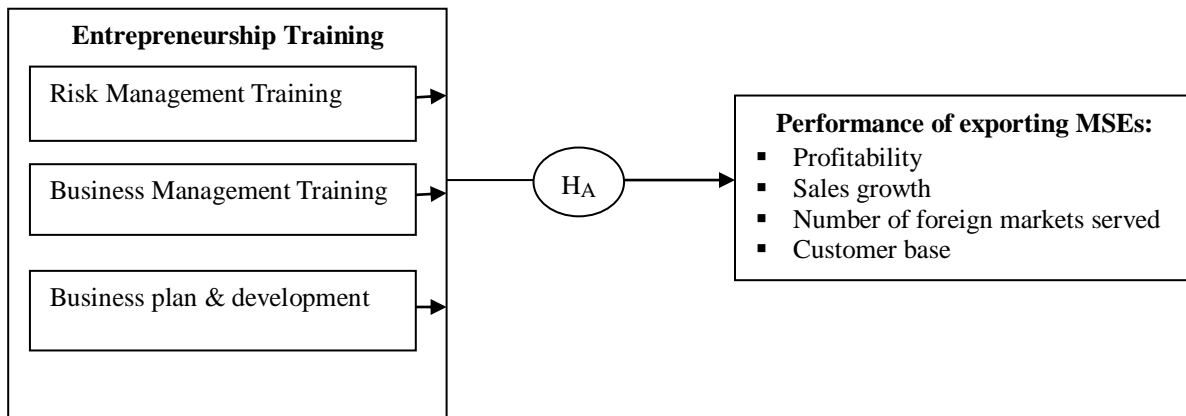 Entrepreneurship Training
Risk Management Training
Business Management Training
Business plan & development
H_A
Performance of exporting MSEs:
▪ Profitability
▪ Sales growth
▪ Number of foreign markets served
▪ Customer base